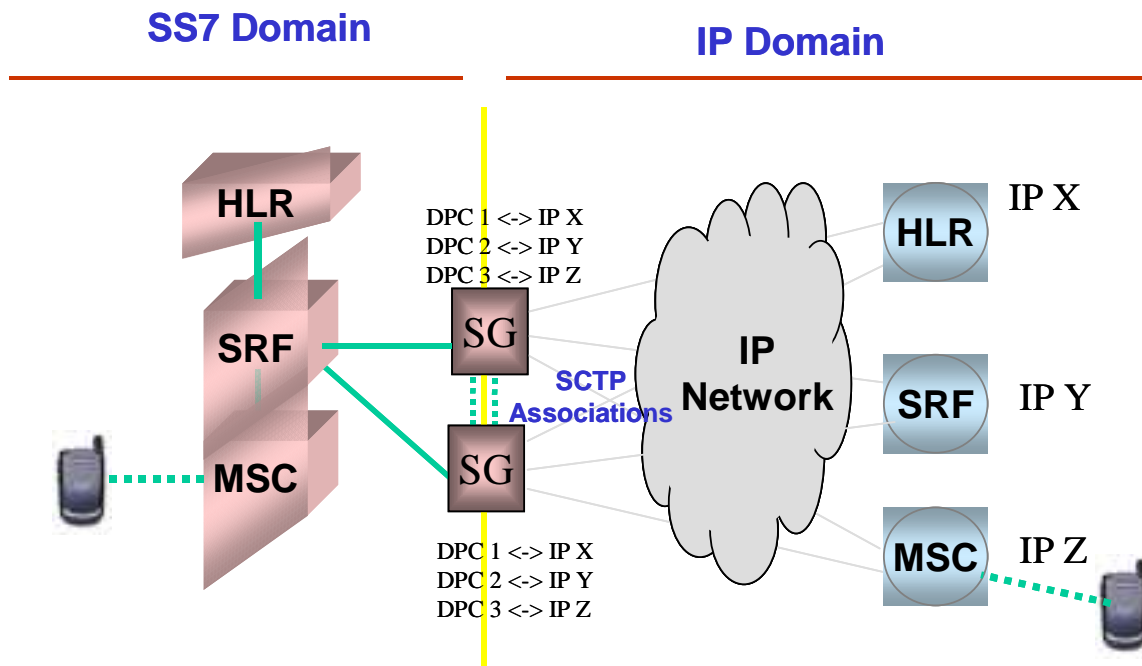 SS7 Domain
IP Domain
HLR
SRF
MSC
DPC 1 <-> IP X
DPC 2 <-> IP Y
DPC 3 <-> IP Z
SG
SG
SCTP
Associations
DPC 1 <-> IP X
DPC 2 <-> IP Y
DPC 3 <-> IP Z
IP
Network
HLR
IP X
SRF
IP Y
MSC
IP Z